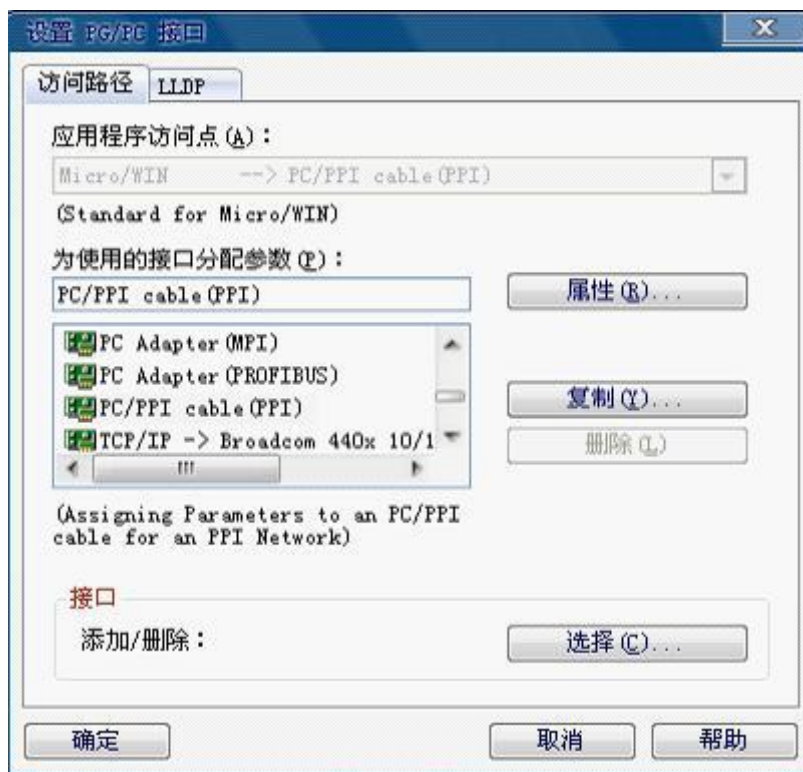 设置 PG/PC 接口
访问路径 LLDP
应用程序访问点(A)：
Micro/WIN --> PC/PPI cable(PPI)
(Standard for Micro/WIN)
为使用的接口分配参数(P)：
PC/PPI cable(PPI)
属性(R)...
PC Adapter(MPI)
PC Adapter(PROFIBUS)
PC/PPI cable(PPI)
TCP/IP -> Broadcom 440x 10/1
复制(Y)...
删除(L)
(Assigning Parameters to an PC/PPI
cable for an PPI Network)
接口
添加/删除：
选择(C)...
确定 取消 帮助